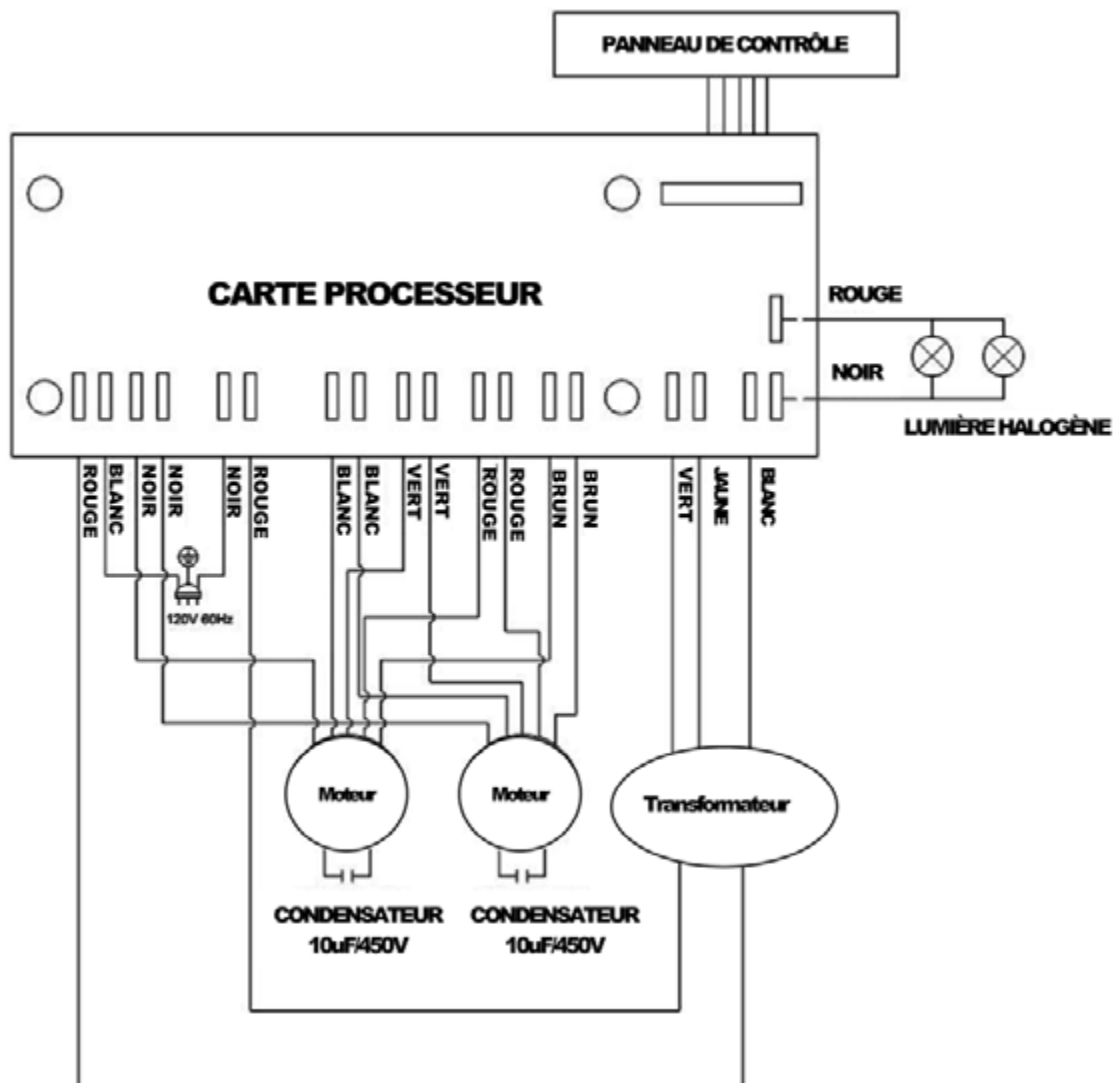 PANNEAU DE CONTRÔLE
CARTE PROCESSEUR
ROUGE
NOIR
LUMIÈRE HALOGÈNE
ROUGE
BLANC
NOIR
NOIR
NOIR
ROUGE
BLANC
BLANC
VERT
VERT
ROUGE
ROUGE
BRUN
BRUN
VERT
JAUNE
BLANC
120V 60Hz
Moteur
Moteur
Transformateur
CONDENSATEUR
10uF/450V
CONDENSATEUR
10uF/450V